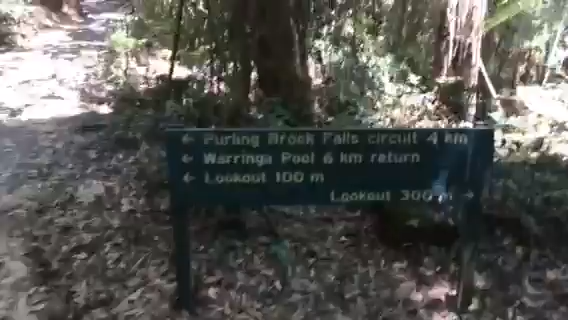 ← Purling Brook Falls circuit 4 km
← Warringa Pool 6 km return
← Lookout 100 m
Lookout 300 m →